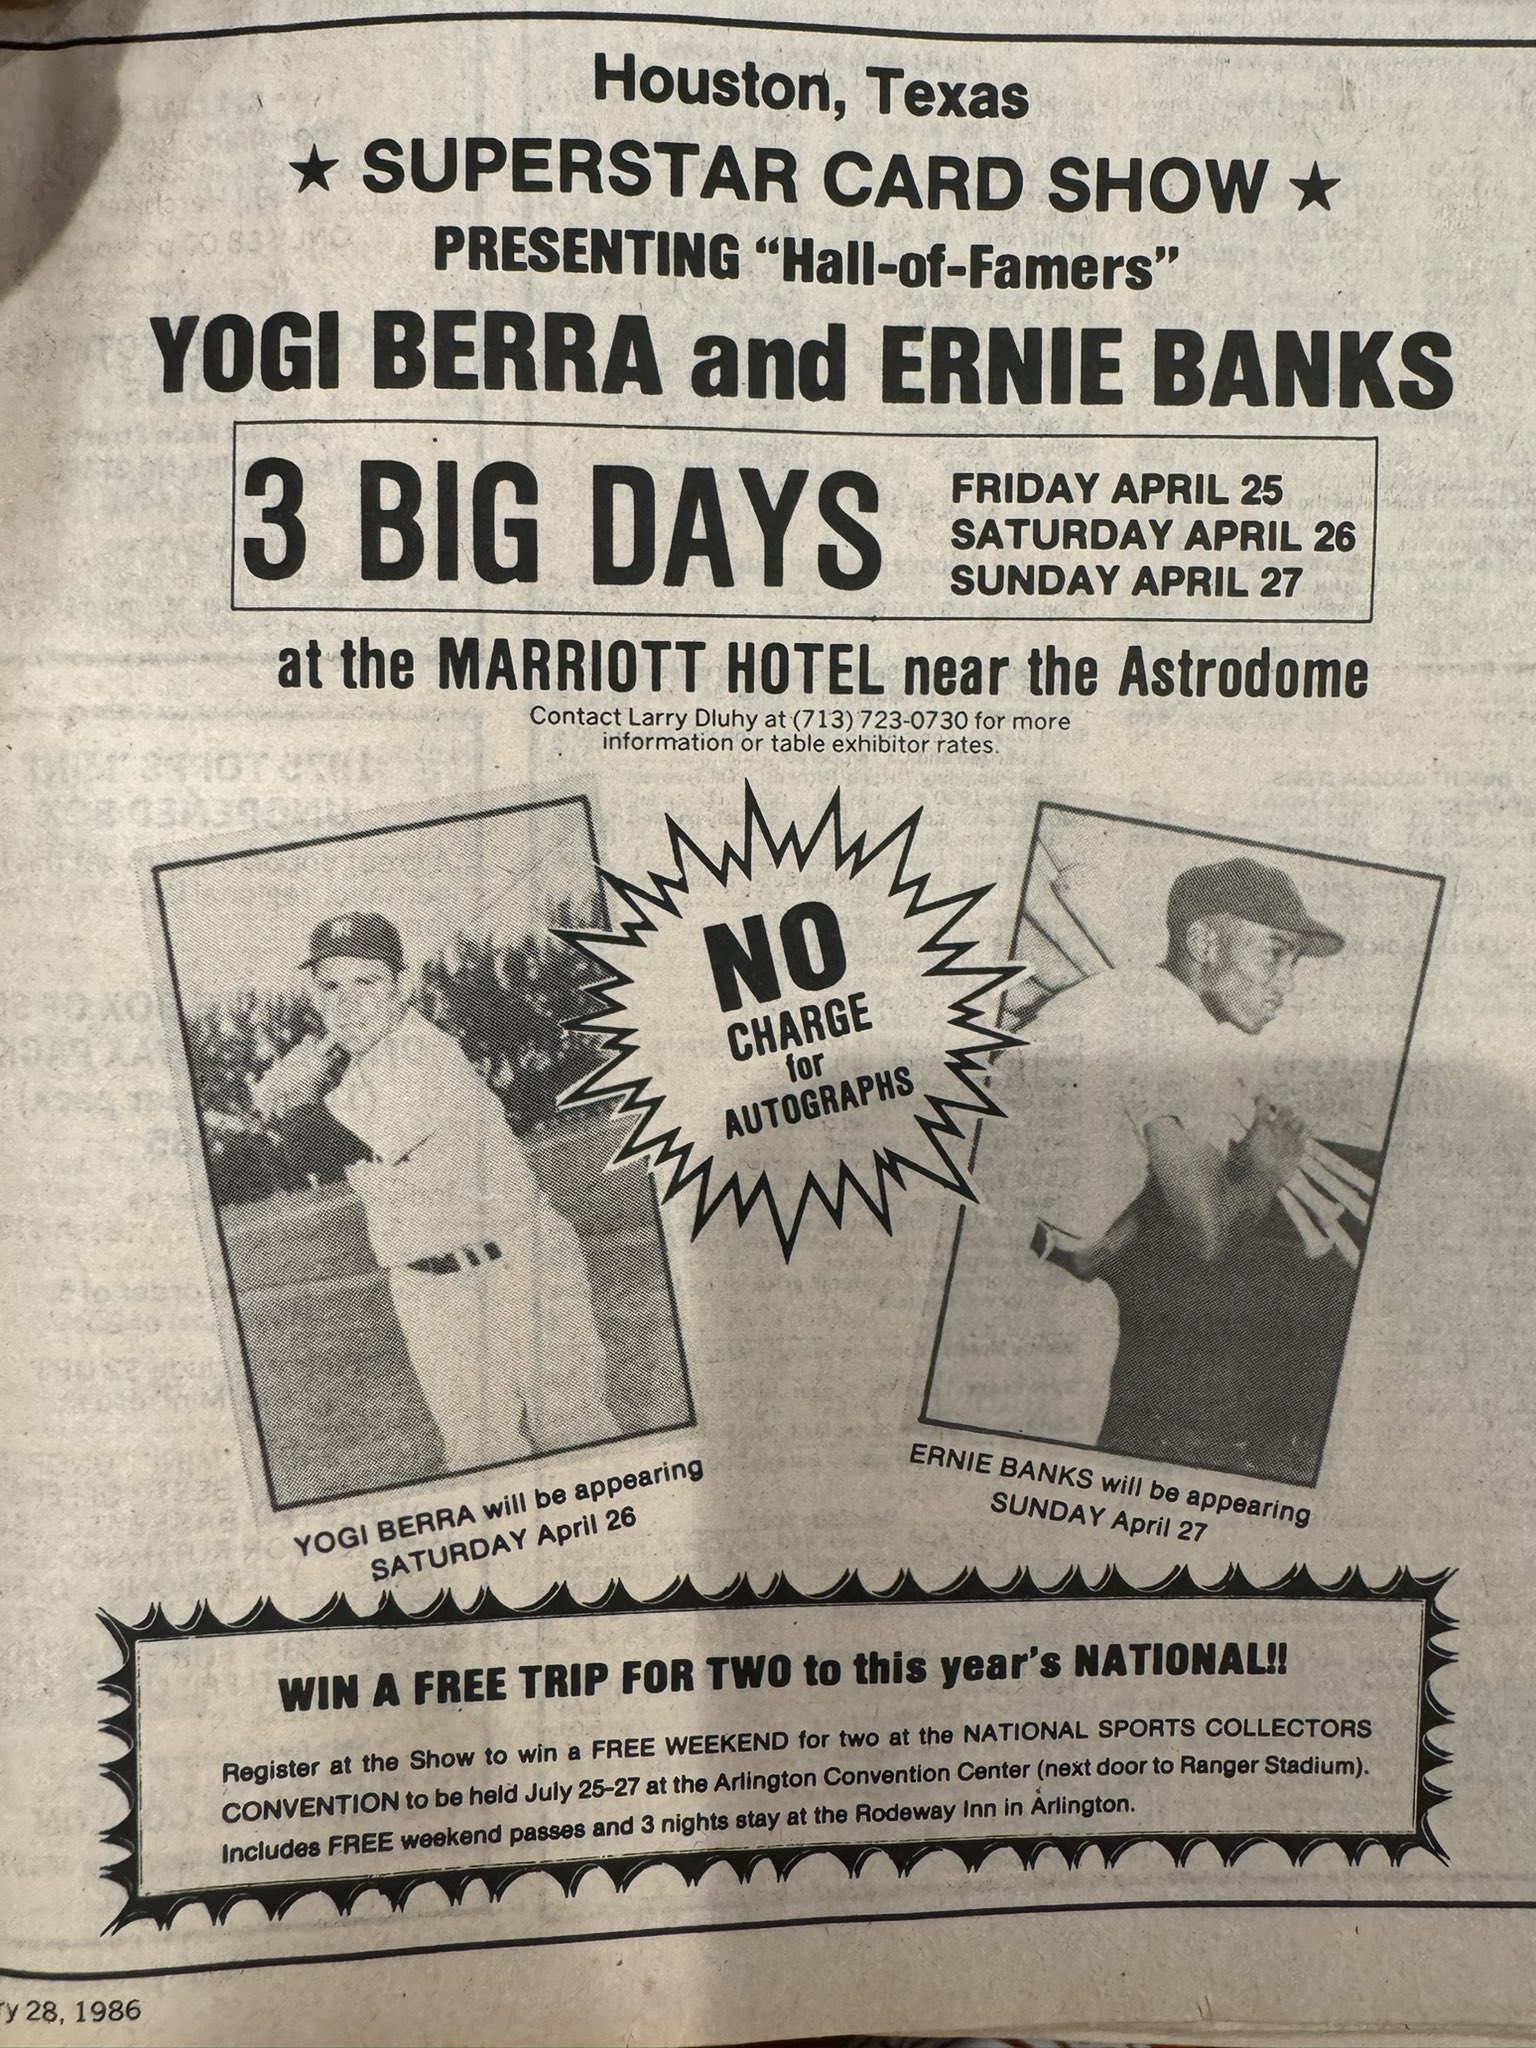 Houston, Texas
★ SUPERSTAR CARD SHOW ★
PRESENTING “Hall-of-Famers”
YOGI BERRA and ERNIE BANKS
3 BIG DAYS
FRIDAY APRIL 25
SATURDAY APRIL 26
SUNDAY APRIL 27
at the MARRIOTT HOTEL near the Astrodome
Contact Larry Dluhy at (713) 723-0730 for more
information or table exhibitor rates.
NO
CHARGE
for
AUTOGRAPHS
YOGI BERRA will be appearing
SATURDAY April 26
ERNIE BANKS will be appearing
SUNDAY April 27
WIN A FREE TRIP FOR TWO to this year’s NATIONAL!!
Register at the Show to win a FREE WEEKEND for two at the NATIONAL SPORTS COLLECTORS
CONVENTION to be held July 25-27 at the Arlington Convention Center (next door to Ranger Stadium).
Includes FREE weekend passes and 3 nights stay at the Rodeway Inn in Arlington.
ry 28, 1986